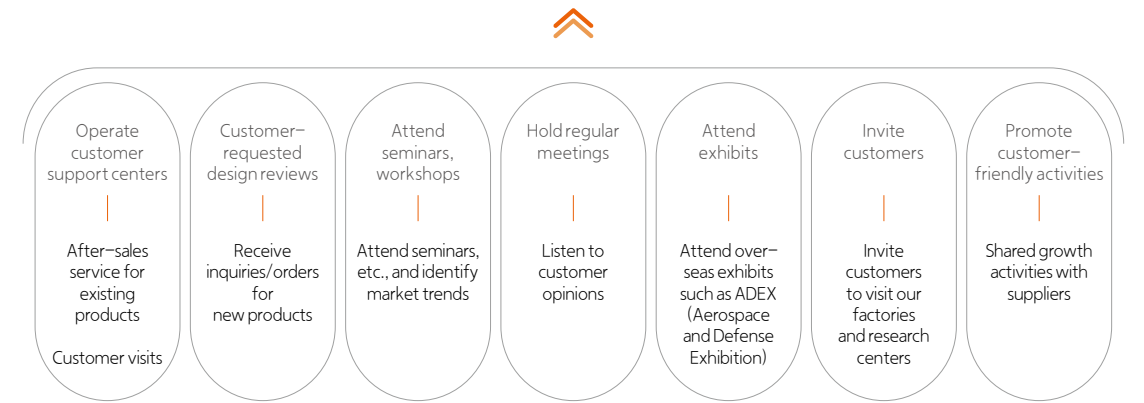 Operate
customer
support centers
After-sales
service for
existing
products
Customer visits
Customer-
requested
design reviews
Receive
inquiries/orders
for
new products
Attend
seminars,
workshops
Attend seminars,
etc., and identify
market trends
Hold regular
meetings
Listen to
customer
opinions
Attend
exhibits
Attend over-
seas exhibits
such as ADEX
(Aerospace
and Defense
Exhibition)
Invite
customers
Invite
customers
to visit our
factories
and research
centers
Promote
customer-
friendly activities
Shared growth
activities with
suppliers